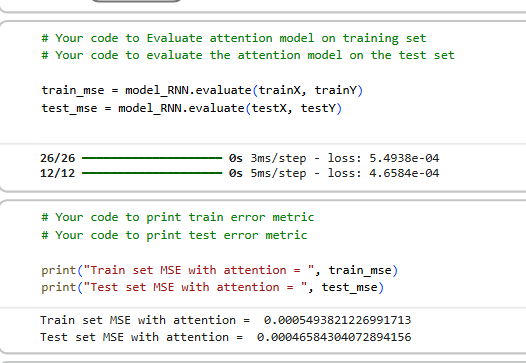 # Your code to Evaluate attention model on training set
# Your code to evaluate the attention model on the test set
train_mse = model_RNN.evaluate(trainX, trainY)
test_mse = model_RNN.evaluate(testX, testY)
26/26 ━━━━━━━━━━━━━━━━━━━━ 0s 3ms/step - loss: 5.4938e-04
12/12 ━━━━━━━━━━━━━━━━━━━━ 0s 5ms/step - loss: 4.6584e-04
# Your code to print train error metric
# Your code to print test error metric
print("Train set MSE with attention = ", train_mse)
print("Test set MSE with attention = ", test_mse)
Train set MSE with attention =  0.0005493821226991713
Test set MSE with attention =  0.00046584304072894156